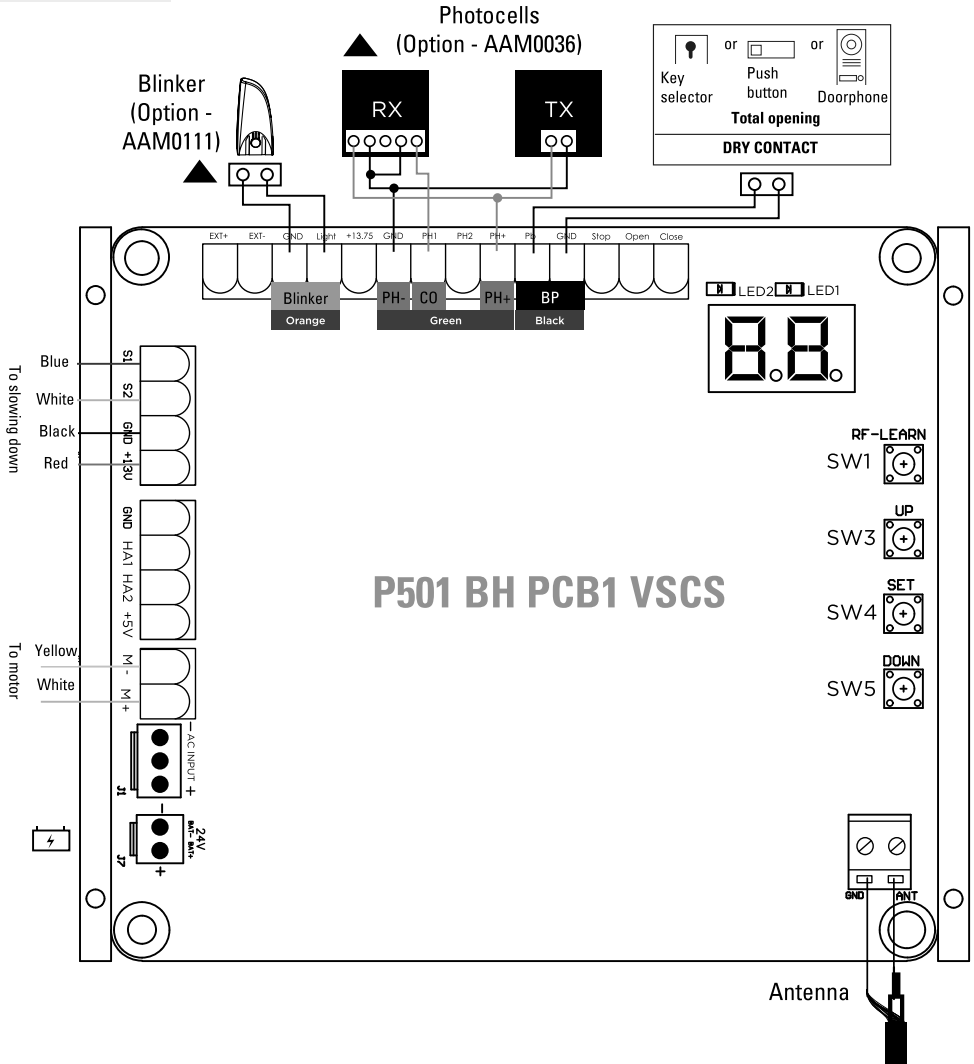 Photocells
(Option - AAM0036)
Blinker
(Option -
AAM0111)
RX
TX
or
or
Key
selector
Push
button
Doorphone
Total opening
DRY CONTACT
EXT+ EXT- GND Light +13.75 GND PH1 PH2 PH+ Pb GND Stop Open Close
Blinker
PH- CO PH+ BP
Orange
Green
Black
LED2 LED1
8.8.
To slowing down
Blue
White
Black
Red
S1
S2
GND
+13V
GND
HA1
HA2
+5V
To motor
Yellow
White
M -
M +
- AC INPUT +
J1
-
24V
BAT- BAT+
J7
+
P501 BH PCB1 VSCS
RF-LEARN
SW1
UP
SW3
SET
SW4
DOWN
SW5
GND ANT
Antenna